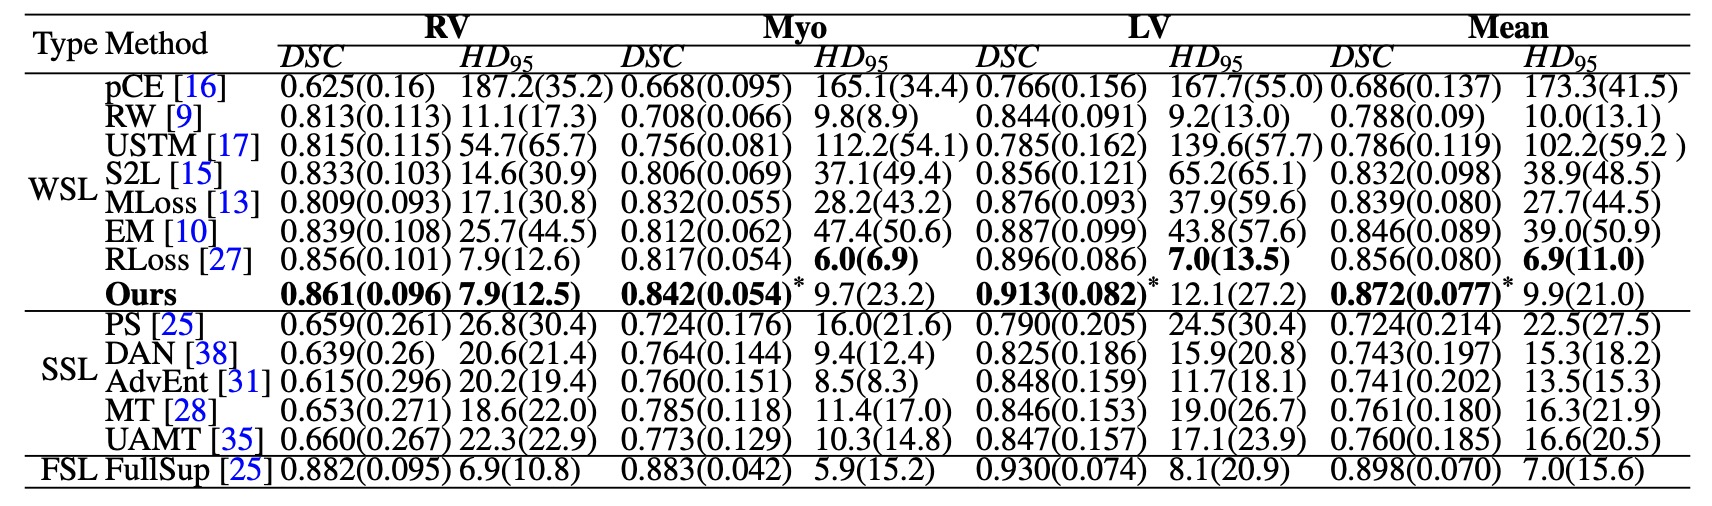 Type Method RV Myo LV Mean
DSC HD95 DSC HD95 DSC HD95 DSC HD95
WSL pCE [16] 0.625(0.16) 187.2(35.2) 0.668(0.095) 165.1(34.4) 0.766(0.156) 167.7(55.0) 0.686(0.137) 173.3(41.5)
RW [9] 0.813(0.113) 11.1(17.3) 0.708(0.066) 9.8(8.9) 0.844(0.091) 9.2(13.0) 0.788(0.09) 10.0(13.1)
USTM [17] 0.815(0.115) 54.7(65.7) 0.756(0.081) 112.2(54.1) 0.785(0.162) 139.6(57.7) 0.786(0.119) 102.2(59.2 )
S2L [15] 0.833(0.103) 14.6(30.9) 0.806(0.069) 37.1(49.4) 0.856(0.121) 65.2(65.1) 0.832(0.098) 38.9(48.5)
MLoss [13] 0.809(0.093) 17.1(30.8) 0.832(0.055) 28.2(43.2) 0.876(0.093) 37.9(59.6) 0.839(0.080) 27.7(44.5)
EM [10] 0.839(0.108) 25.7(44.5) 0.812(0.062) 47.4(50.6) 0.887(0.099) 43.8(57.6) 0.846(0.089) 39.0(50.9)
RLoss [27] 0.856(0.101) 7.9(12.6) 0.817(0.054) 6.0(6.9) 0.896(0.086) 7.0(13.5) 0.856(0.080) 6.9(11.0)
Ours 0.861(0.096) 7.9(12.5) 0.842(0.054)* 9.7(23.2) 0.913(0.082)* 12.1(27.2) 0.872(0.077)* 9.9(21.0)
SSL PS [25] 0.659(0.261) 26.8(30.4) 0.724(0.176) 16.0(21.6) 0.790(0.205) 24.5(30.4) 0.724(0.214) 22.5(27.5)
DAN [38] 0.639(0.26) 20.6(21.4) 0.764(0.144) 9.4(12.4) 0.825(0.186) 15.9(20.8) 0.743(0.197) 15.3(18.2)
AdvEnt [31] 0.615(0.296) 20.2(19.4) 0.760(0.151) 8.5(8.3) 0.848(0.159) 11.7(18.1) 0.741(0.202) 13.5(15.3)
MT [28] 0.653(0.271) 18.6(22.0) 0.785(0.118) 11.4(17.0) 0.846(0.153) 19.0(26.7) 0.761(0.180) 16.3(21.9)
UAMT [35] 0.660(0.267) 22.3(22.9) 0.773(0.129) 10.3(14.8) 0.847(0.157) 17.1(23.9) 0.760(0.185) 16.6(20.5)
FSL FullSup [25] 0.882(0.095) 6.9(10.8) 0.883(0.042) 5.9(15.2) 0.930(0.074) 8.1(20.9) 0.898(0.070) 7.0(15.6)